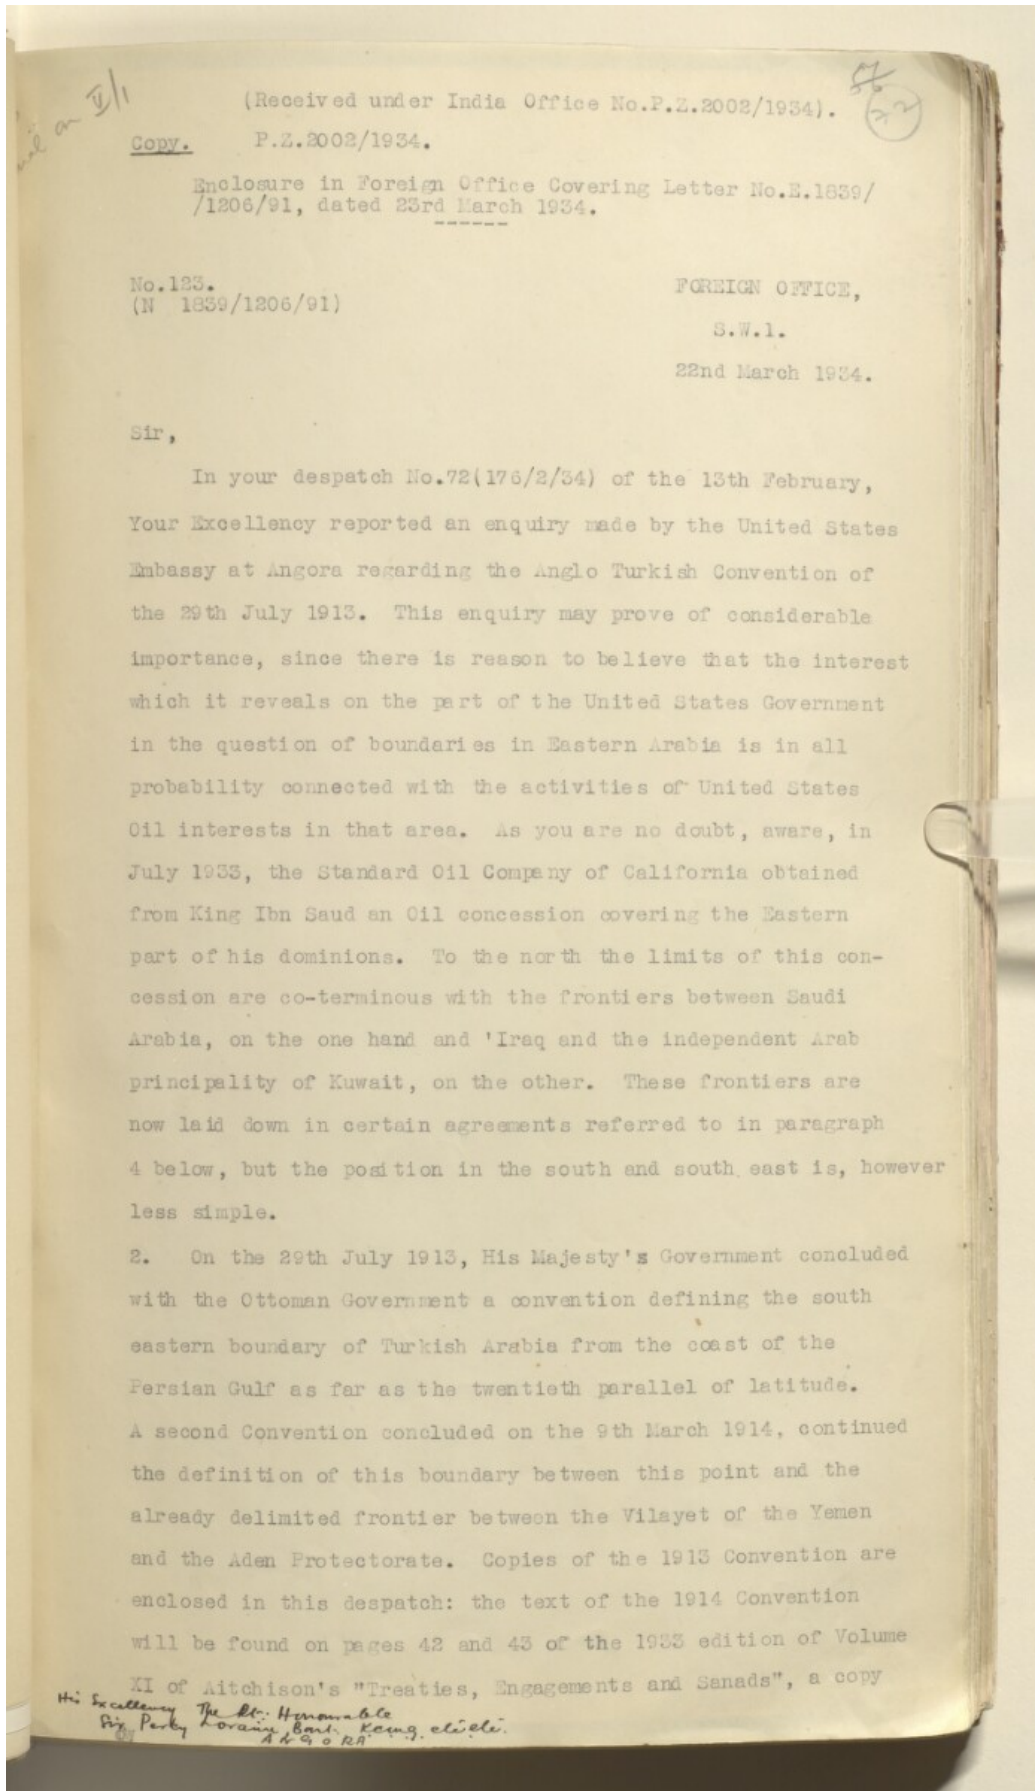 on V/1
56
22
(Received under India Office No.P.Z.2002/1934).
Copy. P.Z.2002/1934.
Enclosure in Foreign Office Covering Letter No.E.1839/
/1206/91, dated 23rd March 1934.
------
No.123.
(N 1839/1206/91)
FOREIGN OFFICE,
S.W.1.
22nd March 1934.
Sir,
In your despatch No.72(176/2/34) of the 13th February,
Your Excellency reported an enquiry made by the United States
Embassy at Angora regarding the Anglo Turkish Convention of
the 29th July 1913. This enquiry may prove of considerable
importance, since there is reason to believe that the interest
which it reveals on the part of the United States Government
in the question of boundaries in Eastern Arabia is in all
probability connected with the activities of United States
Oil interests in that area. As you are no doubt, aware, in
July 1933, the Standard Oil Company of California obtained
from King Ibn Saud an Oil concession covering the Eastern
part of his dominions. To the north the limits of this con-
cession are co-terminous with the frontiers between Saudi
Arabia, on the one hand and 'Iraq and the independent Arab
principality of Kuwait, on the other. These frontiers are
now laid down in certain agreements referred to in paragraph
4 below, but the position in the south and south east is, however
less simple.
2. On the 29th July 1913, His Majesty's Government concluded
with the Ottoman Government a convention defining the south
eastern boundary of Turkish Arabia from the coast of the
Persian Gulf as far as the twentieth parallel of latitude.
A second Convention concluded on the 9th March 1914, continued
the definition of this boundary between this point and the
already delimited frontier between the Vilayet of the Yemen
and the Aden Protectorate. Copies of the 1913 Convention are
enclosed in this despatch: the text of the 1914 Convention
will be found on pages 42 and 43 of the 1933 edition of Volume
XI of Aitchison's "Treaties, Engagements and Sanads", a copy
His Excellency The Rt. Honourable
Sir Percy Loraine, Bart. K.C.M.G. etc. etc.
ANGORA